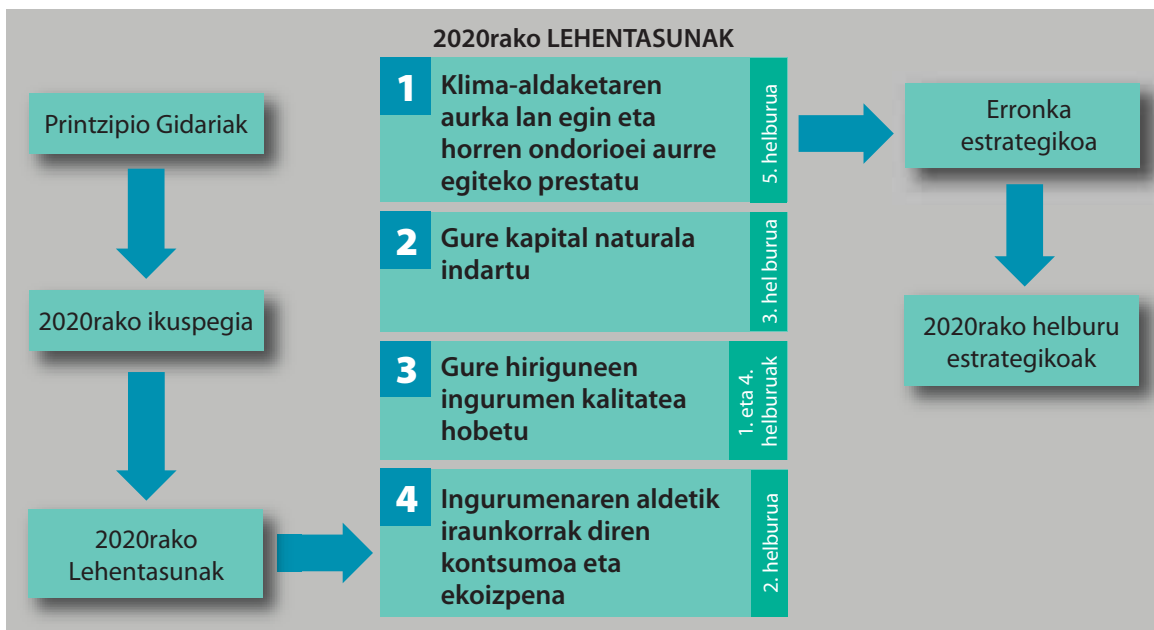 2020rako LEHENTASUNAK
Printzipio Gidariak
2020rako ikuspegia
2020rako
Lehentasunak
1
Klima-aldaketaren
aurka lan egin eta
horren ondorioei aurre
egiteko prestatu
5. helburua
2
Gure kapital naturala
indartu
3. hel burua
3
Gure hiriguneen
ingurumen kalitatea
hobetu
1. eta 4.
helburuak
4
Ingurumenaren aldetik
iraunkorrak diren
kontsumoa eta
ekoizpena
2. helburua
Erronka
estrategikoa
2020rako helburu
estrategikoak